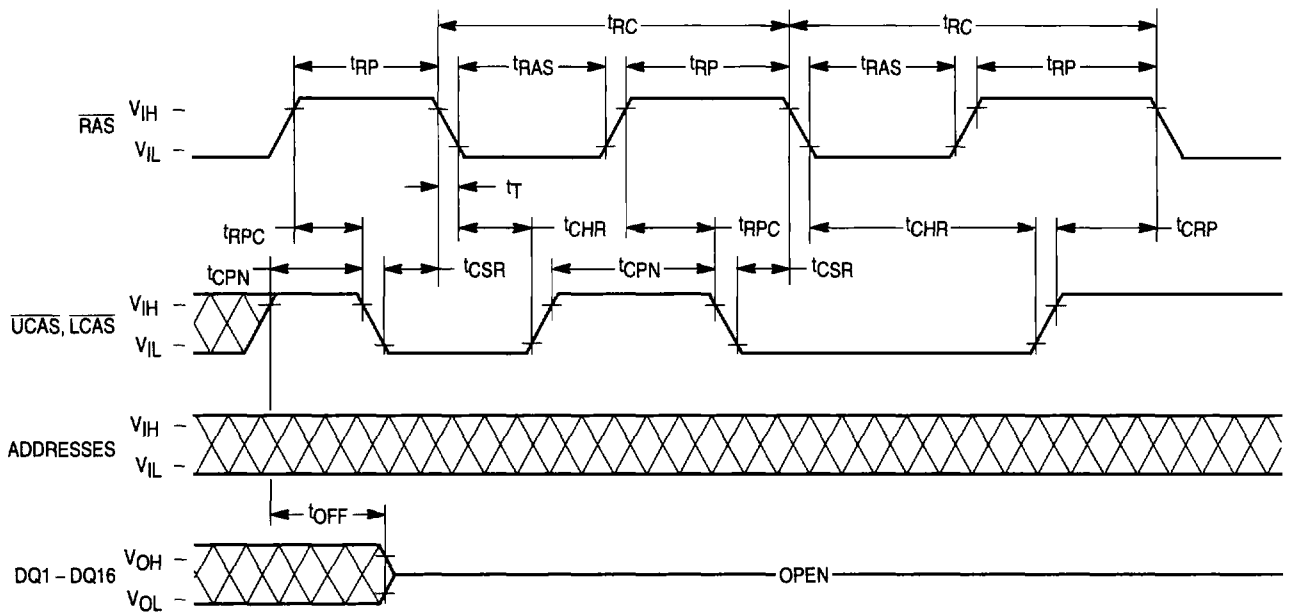 tRC tRC
tRP tRAS tRP tRAS tRP
RAS VIH
VIL
tT
tRPC tCHR tRPC tCHR tCRP
tCPN tCSR tCPN tCSR
UCAS, LCAS VIH
VIL
ADDRESSES VIH
VIL
tOFF
DQ1 – DQ16 VOH
OPEN
VOL